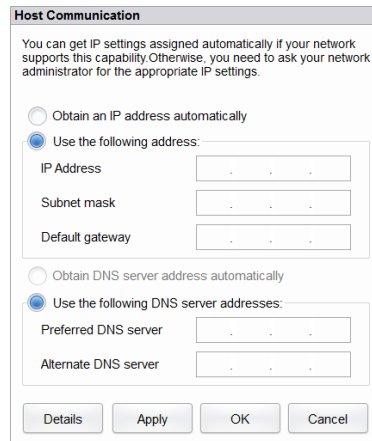 Host Communication
You can get IP settings assigned automatically if your network
supports this capability.Otherwise, you need to ask your network
administrator for the appropriate IP settings.
Obtain an IP address automatically
Use the following address:
IP Address
Subnet mask
Default gateway
Obtain DNS server address automatically
Use the following DNS server addresses:
Preferred DNS server
Alternate DNS server
Details Apply OK Cancel